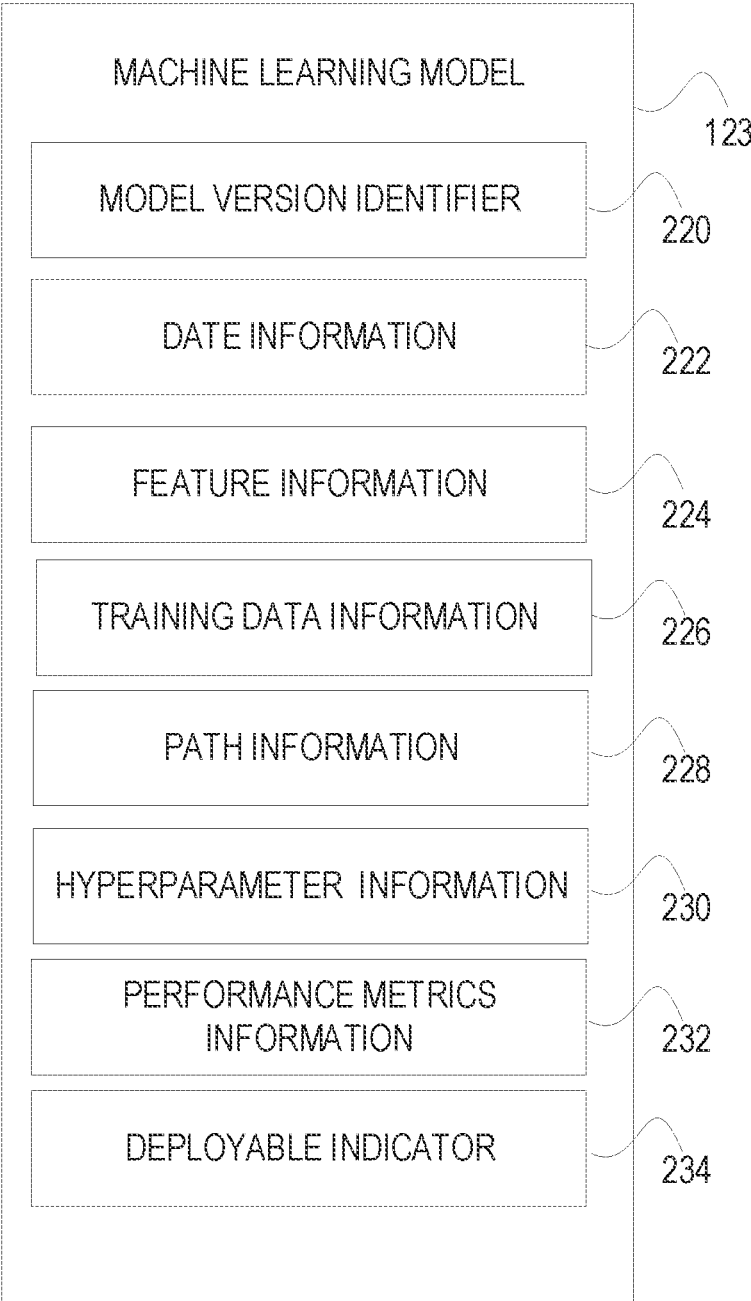 MACHINE LEARNING MODEL
123
MODEL VERSION IDENTIFIER
220
DATE INFORMATION
222
FEATURE INFORMATION
224
TRAINING DATA INFORMATION
226
PATH INFORMATION
228
HYPERPARAMETER INFORMATION
230
PERFORMANCE METRICS
INFORMATION
232
DEPLOYABLE INDICATOR
234